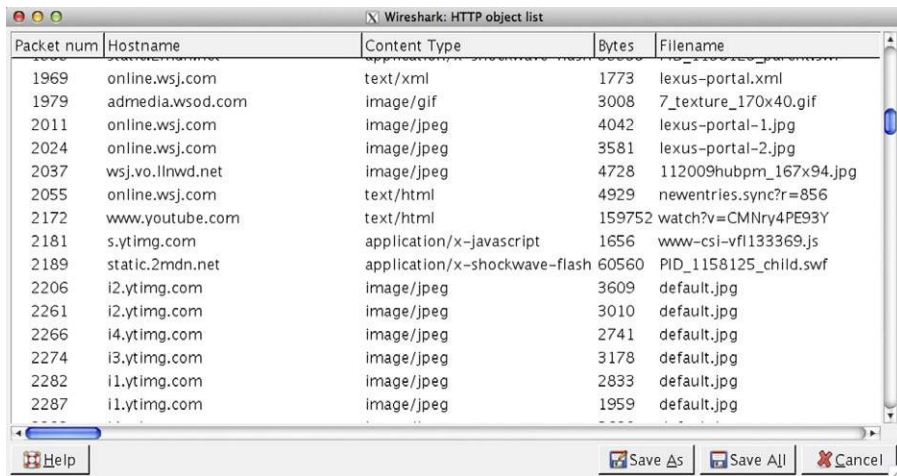 Wireshark: HTTP object list
Packet num Hostname Content Type Bytes Filename
1969 online.wsj.com text/xml 1773 lexus-portal.xml
1979 admedia.wsod.com image/gif 3008 7_texture_170x40.gif
2011 online.wsj.com image/jpeg 4042 lexus-portal-1.jpg
2024 online.wsj.com image/jpeg 3581 lexus-portal-2.jpg
2037 wsj.vo.llnwd.net image/jpeg 4728 112009hubpm_167x94.jpg
2055 online.wsj.com text/html 4929 newentries.sync?r=856
2172 www.youtube.com text/html 159752 watch?v=CMNry4PE93Y
2181 s.ytimg.com application/x-javascript 1656 www-csi-vfl133369.js
2189 static.2mdn.net application/x-shockwave-flash 60560 PID_1158125_child.swf
2206 i2.ytimg.com image/jpeg 3609 default.jpg
2261 i2.ytimg.com image/jpeg 3010 default.jpg
2266 i4.ytimg.com image/jpeg 2741 default.jpg
2274 i3.ytimg.com image/jpeg 3178 default.jpg
2282 i1.ytimg.com image/jpeg 2833 default.jpg
2287 i1.ytimg.com image/jpeg 1959 default.jpg
Help Save As Save All Cancel